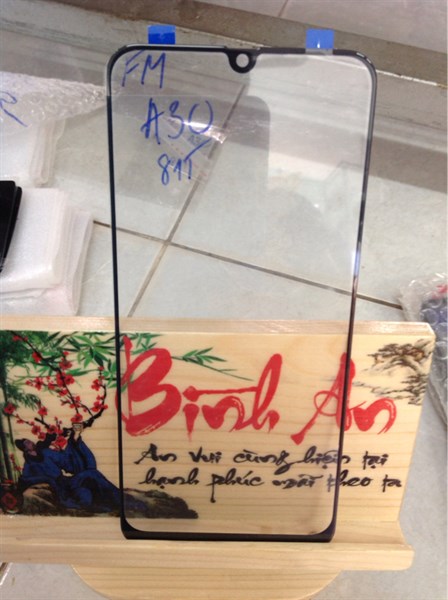 FM
A30
81T
Bình An
An vui cùng hiện tại
hạnh phúc mãi theo ta